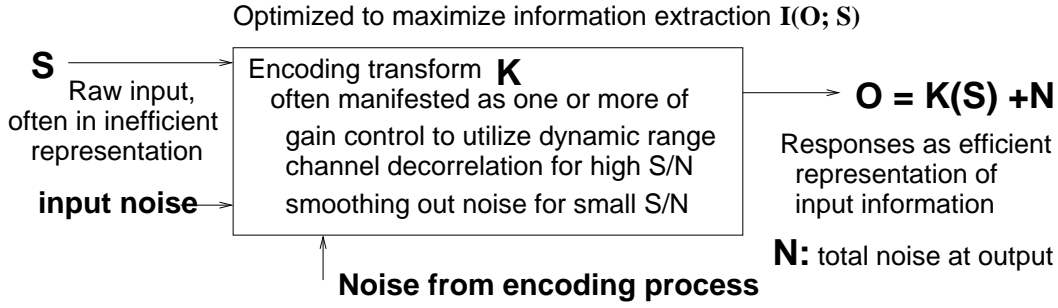 Optimized to maximize information extraction I(O; S)
S
Raw input,
often in inefficient
representation
input noise
Encoding transform K
often manifested as one or more of
gain control to utilize dynamic range
channel decorrelation for high S/N
smoothing out noise for small S/N
Noise from encoding process
O = K(S) +N
Responses as efficient
representation of
input information
N: total noise at output